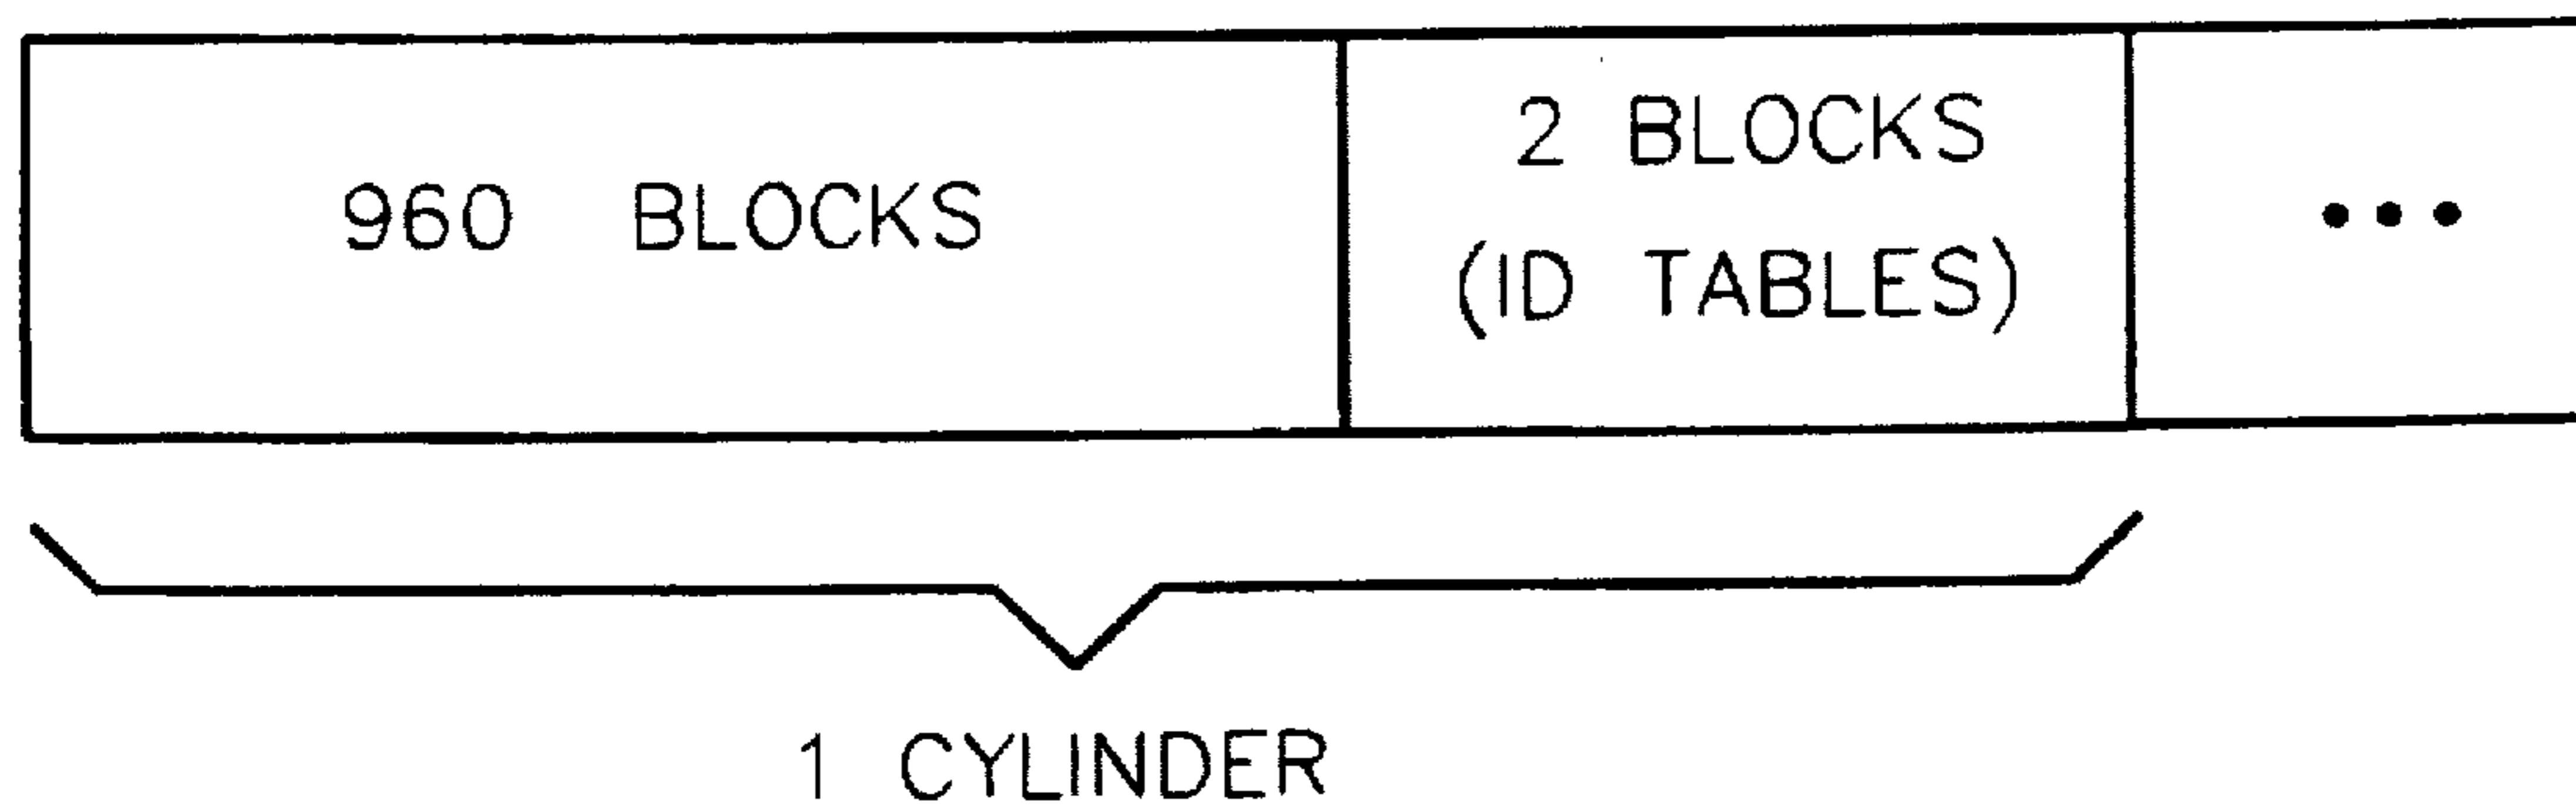 960 BLOCKS
2 BLOCKS
(ID TABLES)
•••
1 CYLINDER